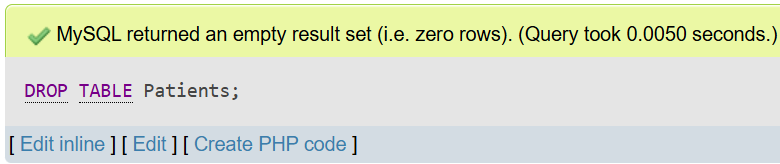 MySQL returned an empty result set (i.e. zero rows). (Query took 0.0050 seconds.)
DROP TABLE Patients;
[ Edit inline ] [ Edit ] [ Create PHP code ]